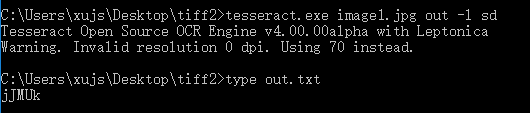 C:\Users\xujs\Desktop\tiff2>tesseract.exe image1.jpg out -l sd
Tesseract Open Source OCR Engine v4.00.00alpha with Leptonica
Warning. Invalid resolution 0 dpi. Using 70 instead.
C:\Users\xujs\Desktop\tiff2>type out.txt
jJMUk